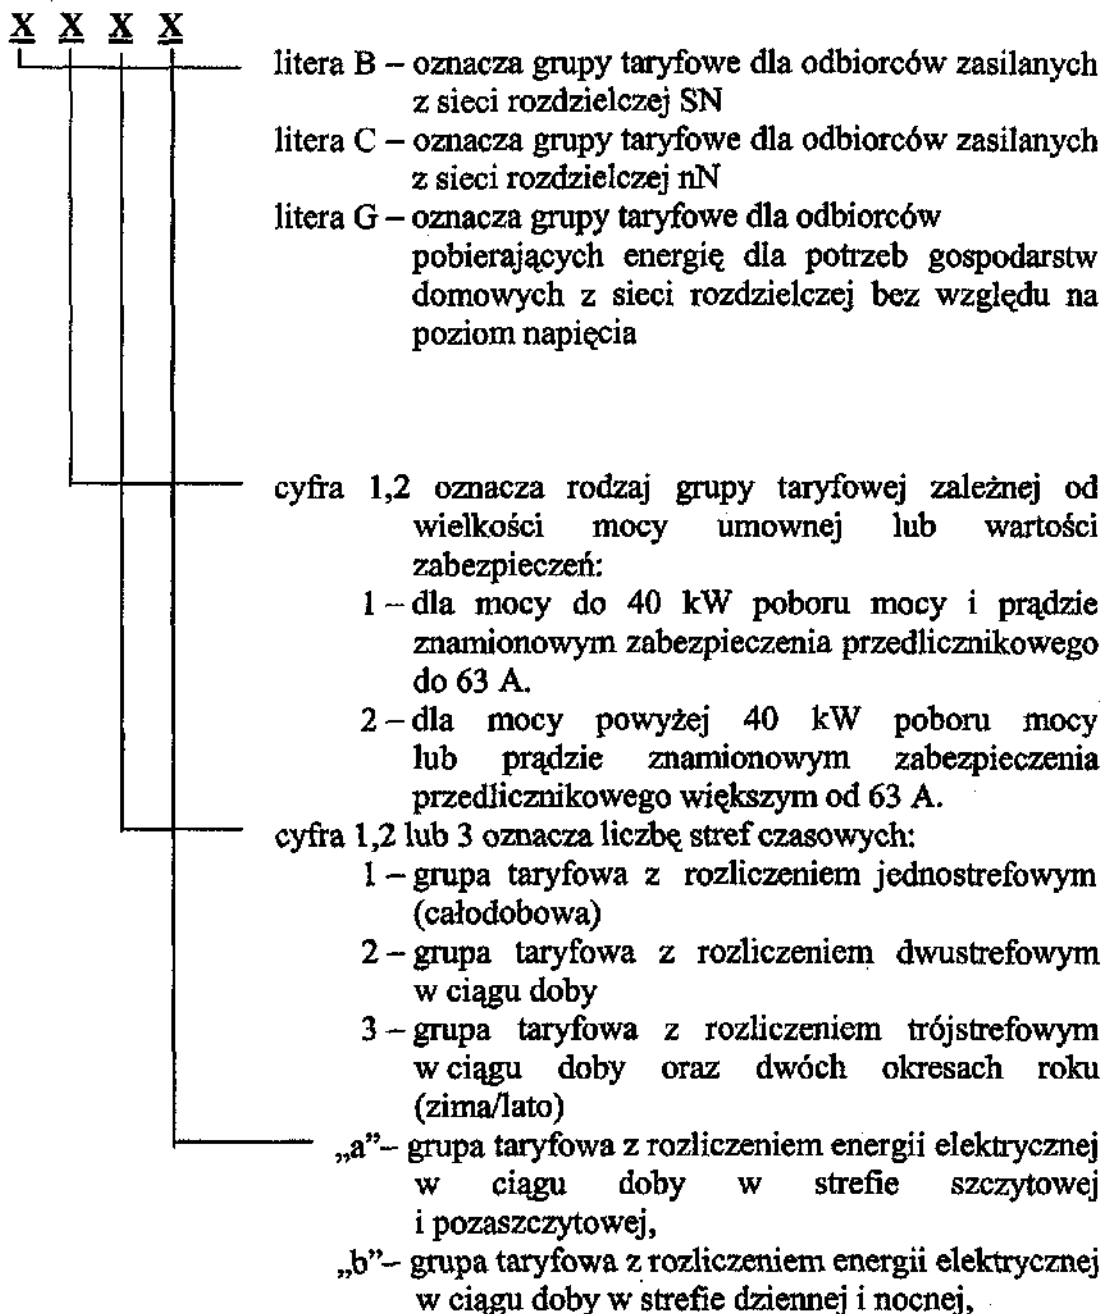 X X X X
litera B – oznacza grupy taryfowe dla odbiorców zasilanych
z sieci rozdzielczej SN
litera C – oznacza grupy taryfowe dla odbiorców zasilanych
z sieci rozdzielczej nN
litera G – oznacza grupy taryfowe dla odbiorców
pobierających energię dla potrzeb gospodarstw
domowych z sieci rozdzielczej bez względu na
poziom napięcia
cyfra 1,2 oznacza rodzaj grupy taryfowej zależnej od
wielkości mocy umownej lub wartości
zabezpieczeń:
1 – dla mocy do 40 kW poboru mocy i prądzie
znamionowym zabezpieczenia przedlicznikowego
do 63 A.
2 – dla mocy powyżej 40 kW poboru mocy
lub prądzie znamionowym zabezpieczenia
przedlicznikowego większym od 63 A.
cyfra 1,2 lub 3 oznacza liczbę stref czasowych:
1 – grupa taryfowa z rozliczeniem jednostrefowym
(całodobowa)
2 – grupa taryfowa z rozliczeniem dwustrefowym
w ciągu doby
3 – grupa taryfowa z rozliczeniem trójstrefowym
w ciągu doby oraz dwóch okresach roku
(zima/lato)
„a”– grupa taryfowa z rozliczeniem energii elektrycznej
w ciągu doby w strefie szczytowej
i pozaszczytowej,
„b”– grupa taryfowa z rozliczeniem energii elektrycznej
w ciągu doby w strefie dziennej i nocnej,